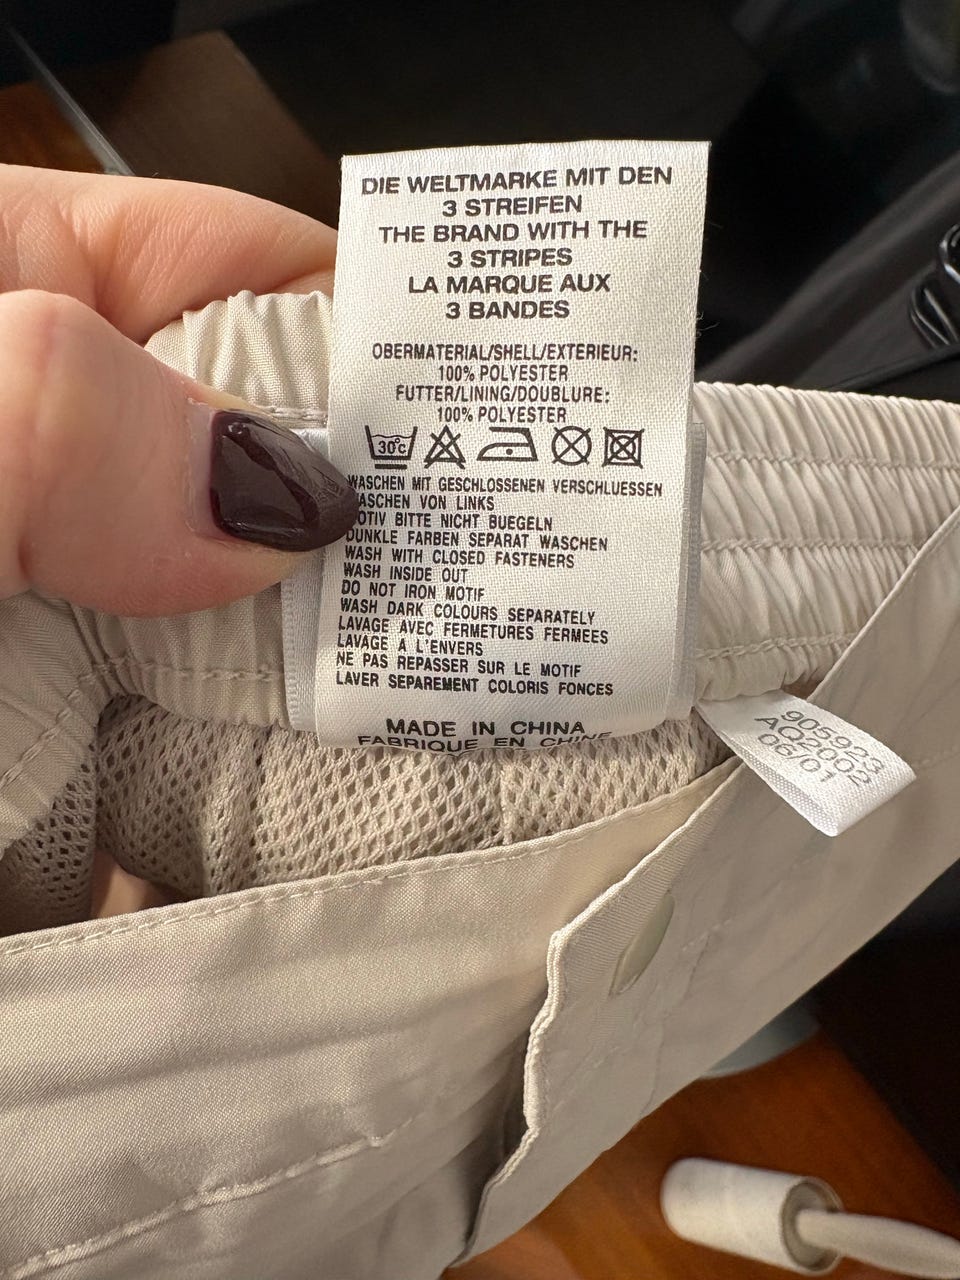 DIE WELTMARKE MIT DEN
3 STREIFEN
THE BRAND WITH THE
3 STRIPES
LA MARQUE AUX
3 BANDES
OBERMATERIAL/SHELL/EXTERIEUR:
100% POLYESTER
FUTTER/LINING/DOUBLURE:
100% POLYESTER
30°c
WASCHEN MIT GESCHLOSSENEN VERSCHLUESSEN
WASCHEN VON LINKS
MOTIV BITTE NICHT BUEGELN
DUNKLE FARBEN SEPARAT WASCHEN
WASH WITH CLOSED FASTENERS
WASH INSIDE OUT
DO NOT IRON MOTIF
WASH DARK COLOURS SEPARATELY
LAVAGE AVEC FERMETURES FERMEES
LAVAGE A L'ENVERS
NE PAS REPASSER SUR LE MOTIF
LAVER SEPAREMENT COLORIS FONCES
MADE IN CHINA
FABRIQUE EN CHINE
905923
AQ2002
06/01